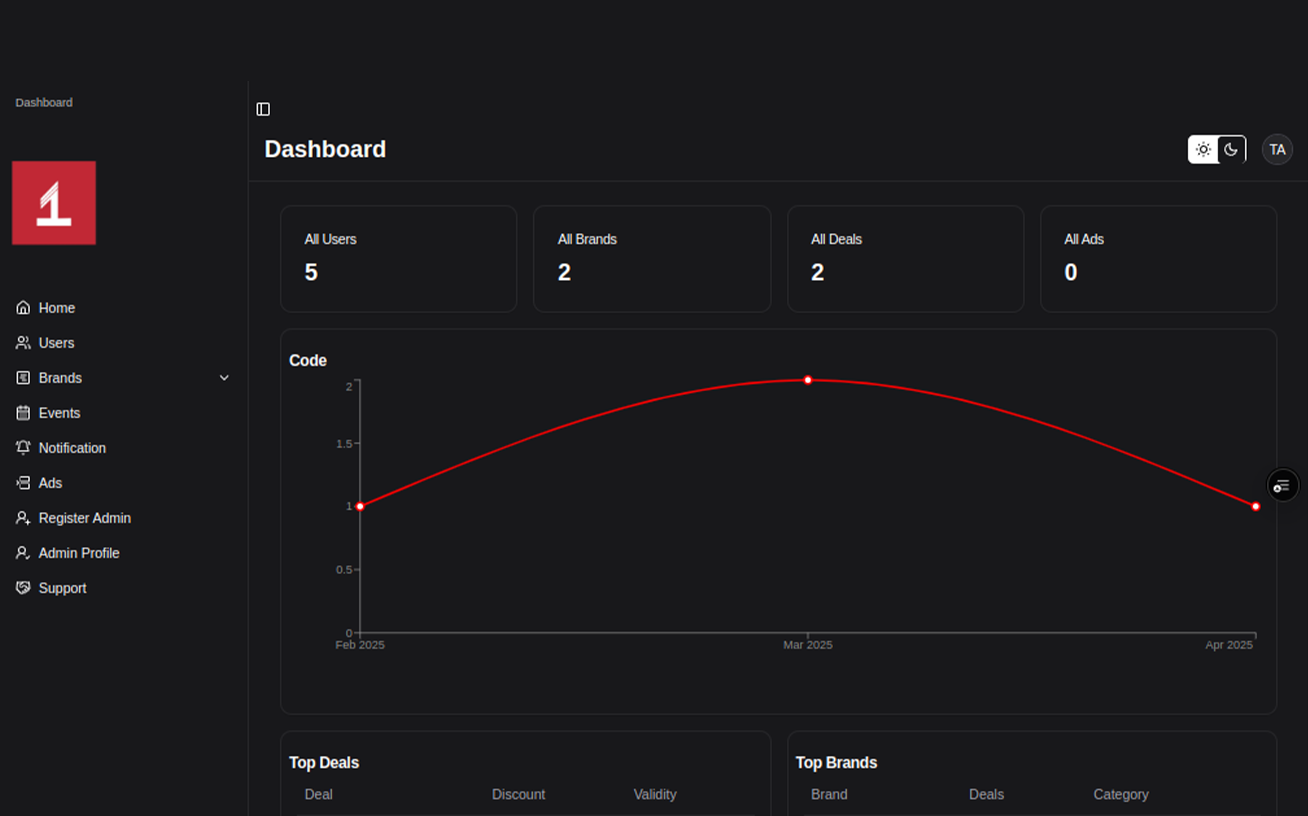 Dashboard
1
Home
Users
Brands
Events
Notification
Ads
Register Admin
Admin Profile
Support
Dashboard
TA
All Users
5
All Brands
2
All Deals
2
All Ads
0
Code
2
1.5
1
0.5
0
Feb 2025
Mar 2025
Apr 2025
Top Deals
Deal Discount Validity
Top Brands
Brand Deals Category